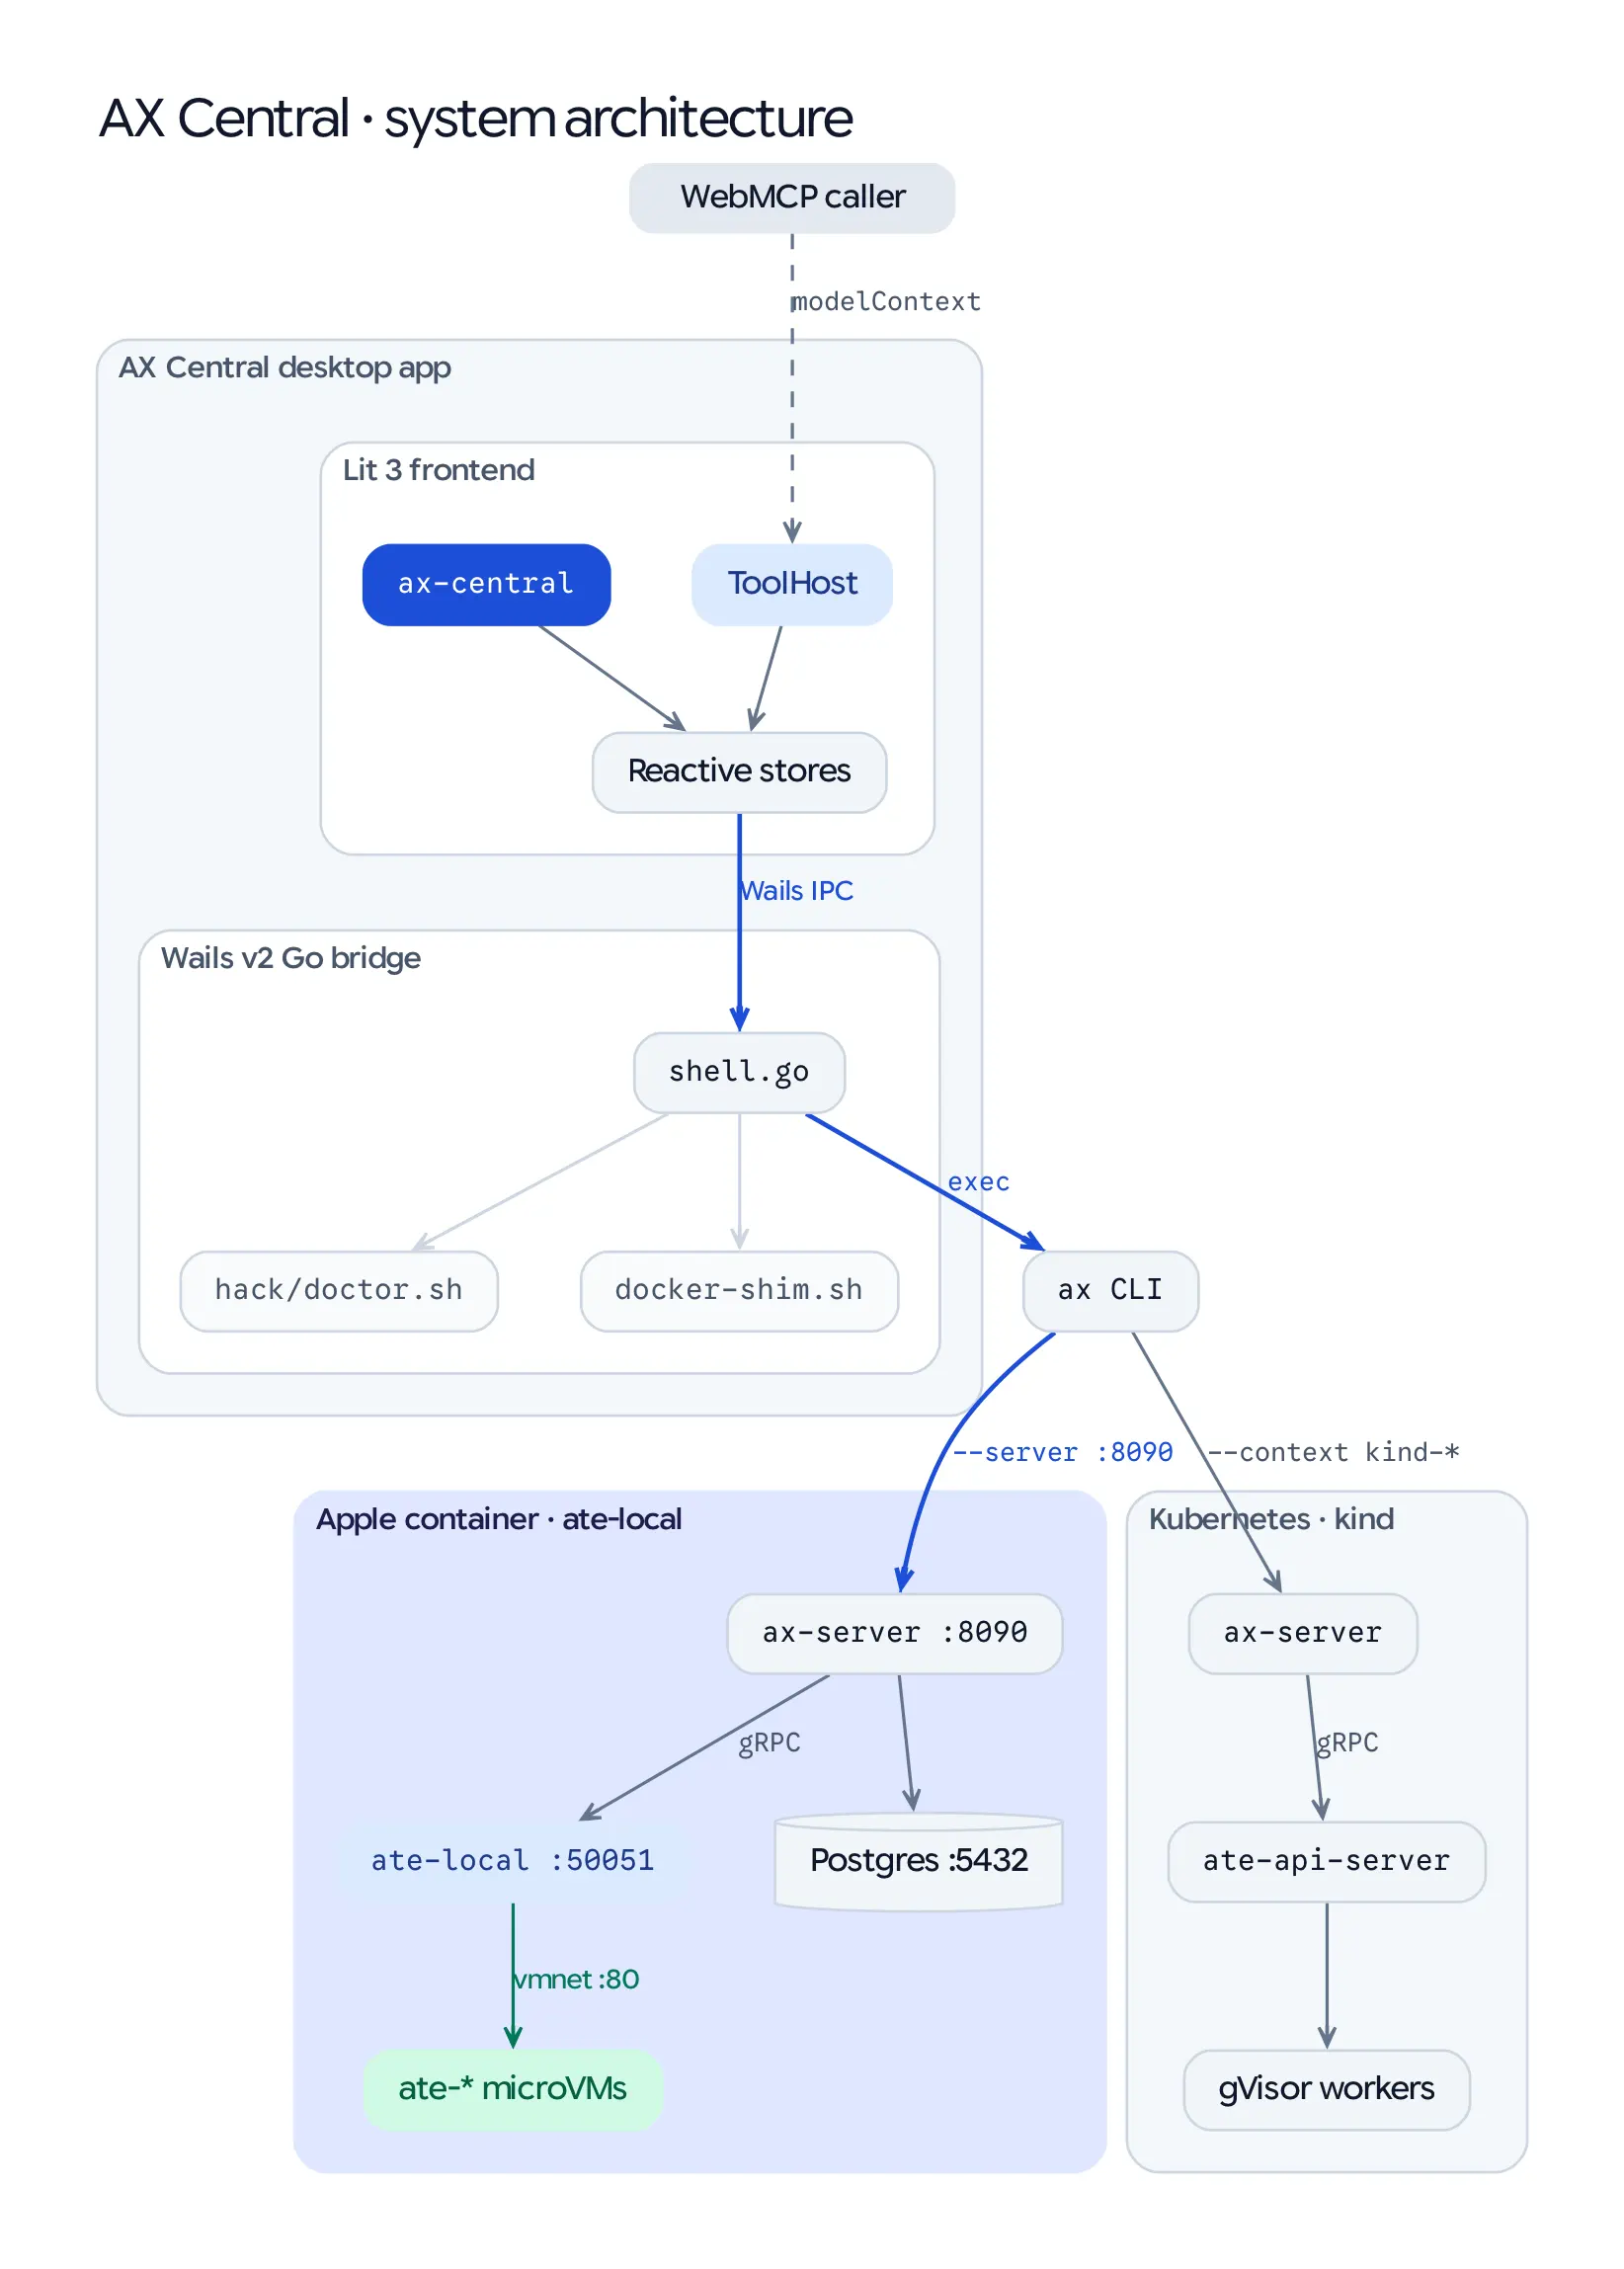 AX Central · system architecture
WebMCP caller
modelContext
AX Central desktop app
Lit 3 frontend
ax-central
ToolHost
Reactive stores
Wails IPC
Wails v2 Go bridge
shell.go
exec
hack/doctor.sh
docker-shim.sh
ax CLI
--server :8090
--context kind-*
Apple container · ate-local
Kubernetes · kind
ax-server :8090
ax-server
gRPC
gRPC
ate-local :50051
Postgres :5432
ate-api-server
vmnet :80
ate-* microVMs
gVisor workers